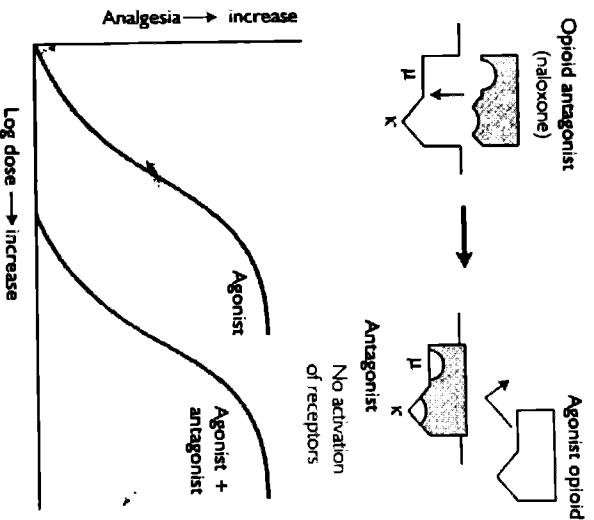 Opioid antagonist
(naloxone)
μ
κ
Agonist opioid
μ
κ
Antagonist
No activation
of receptors
Analgesia → increase
Agonist
Agonist +
antagonist
Log dose → increase